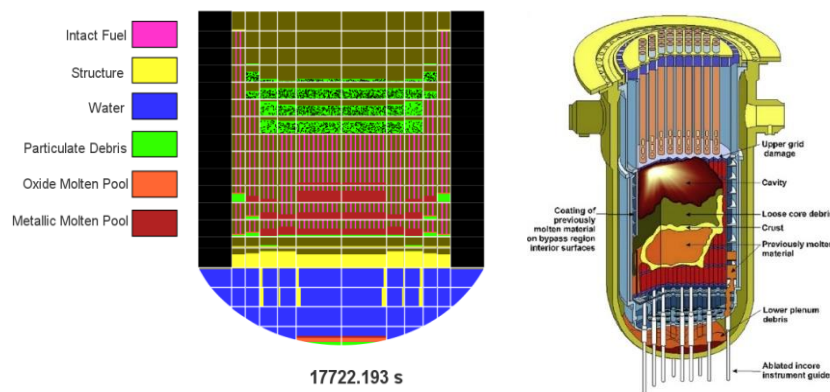 Intact Fuel
Structure
Water
Particulate Debris
Oxide Molten Pool
Metallic Molten Pool
17722.193 s
Upper grid
damage
Cavity
Coating of
previously
molten material
on bypass region
interior surfaces
Loose core debris
Crust
Previously molten
material
Lower plenum
debris
Ablated incore
instrument guide